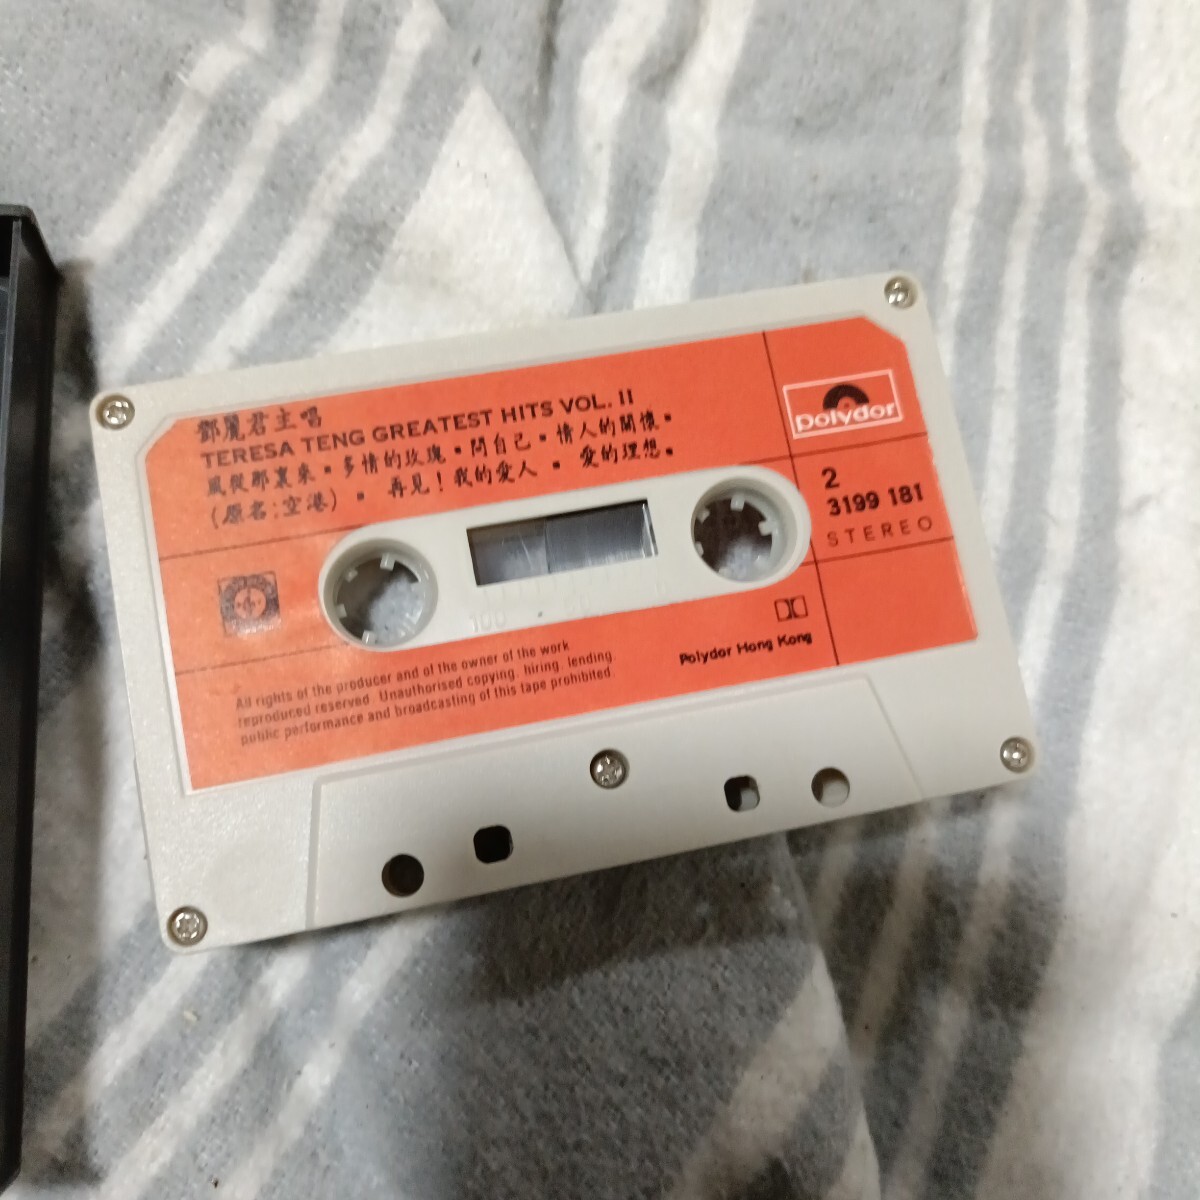 鄧麗君主唱
TERESA TENG GREATEST HITS VOL. II
風從那裏來•多情的玫瑰•問自己•情人的關懷•
(原名:空港)• 再見!我的愛人 • 愛的理想•
polydor
2
3199 181
STEREO
100
Polydor Hong Kong
All rights of the producer and of the owner of the work
reproduced reserved. Unauthorised copying, hiring, lending,
public performance and broadcasting of this tape prohibited.